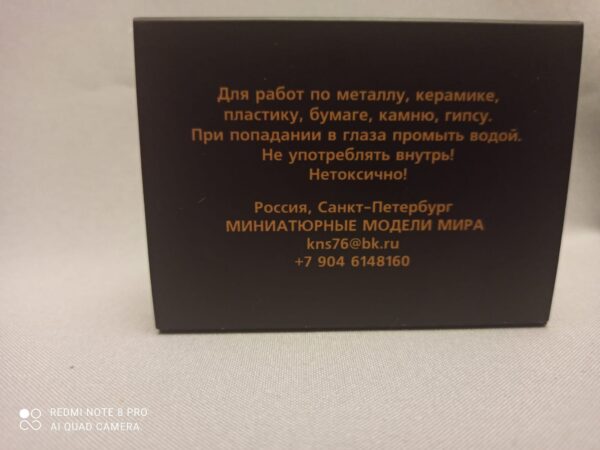 Для работ по металлу, керамике,
пластику, бумаге, камню, гипсу.
При попадании в глаза промыть водой.
Не употреблять внутрь!
Нетоксично!
Россия, Санкт-Петербург
МИНИАТЮРНЫЕ МОДЕЛИ МИРА
kns76@bk.ru
+7 904 6148160
REDMI NOTE 8 PRO
AI QUAD CAMERA